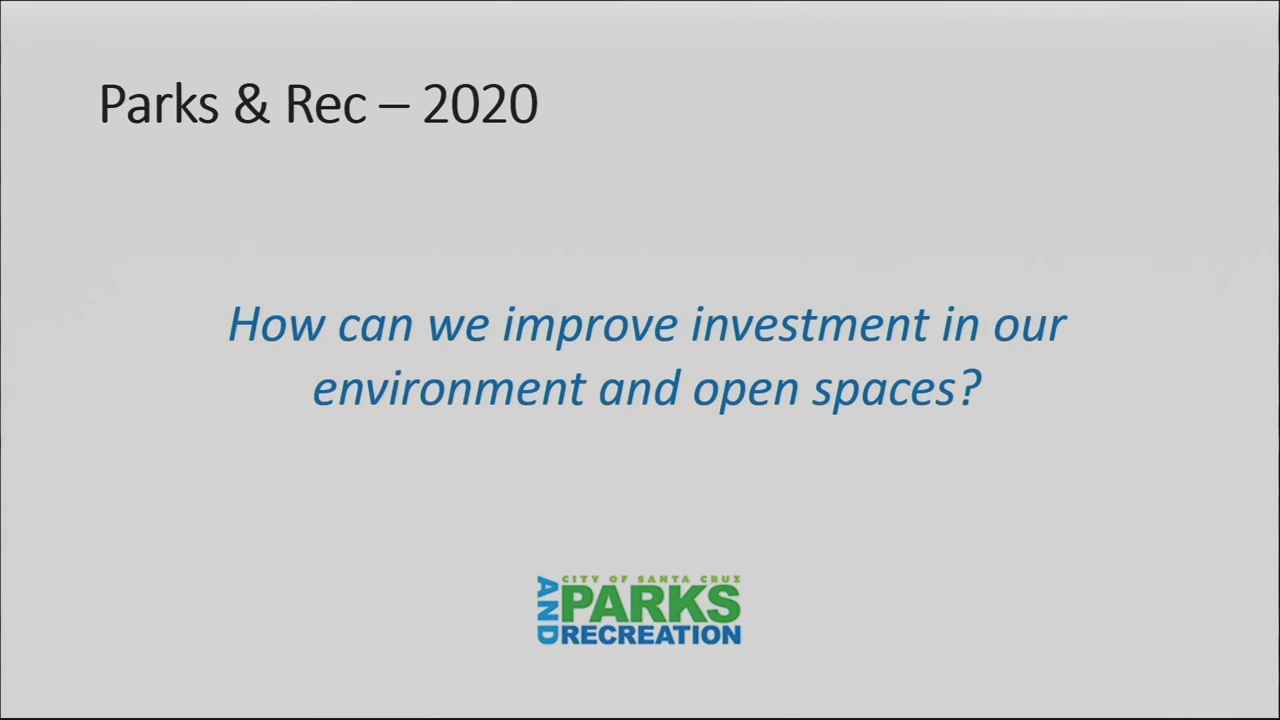 Parks & Rec – 2020
How can we improve investment in our
environment and open spaces?
CITY OF SANTA CRUZ
AND PARKS
RECREATION